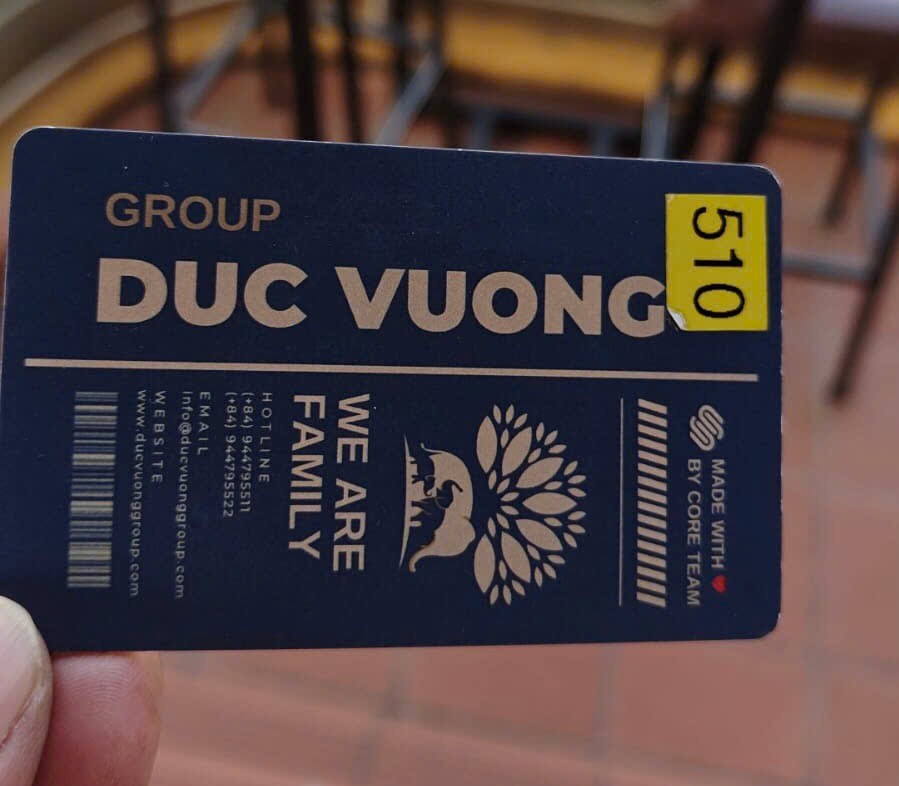 GROUP
DUC VUONG
510
MADE WITH ❤
BY CORE TEAM
WE ARE
FAMILY
HOTLINE
(+84) 944795511
(+84) 944795522
EMAIL
info@ducvuonggroup.com
WEBSITE
www.ducvuonggroup.com